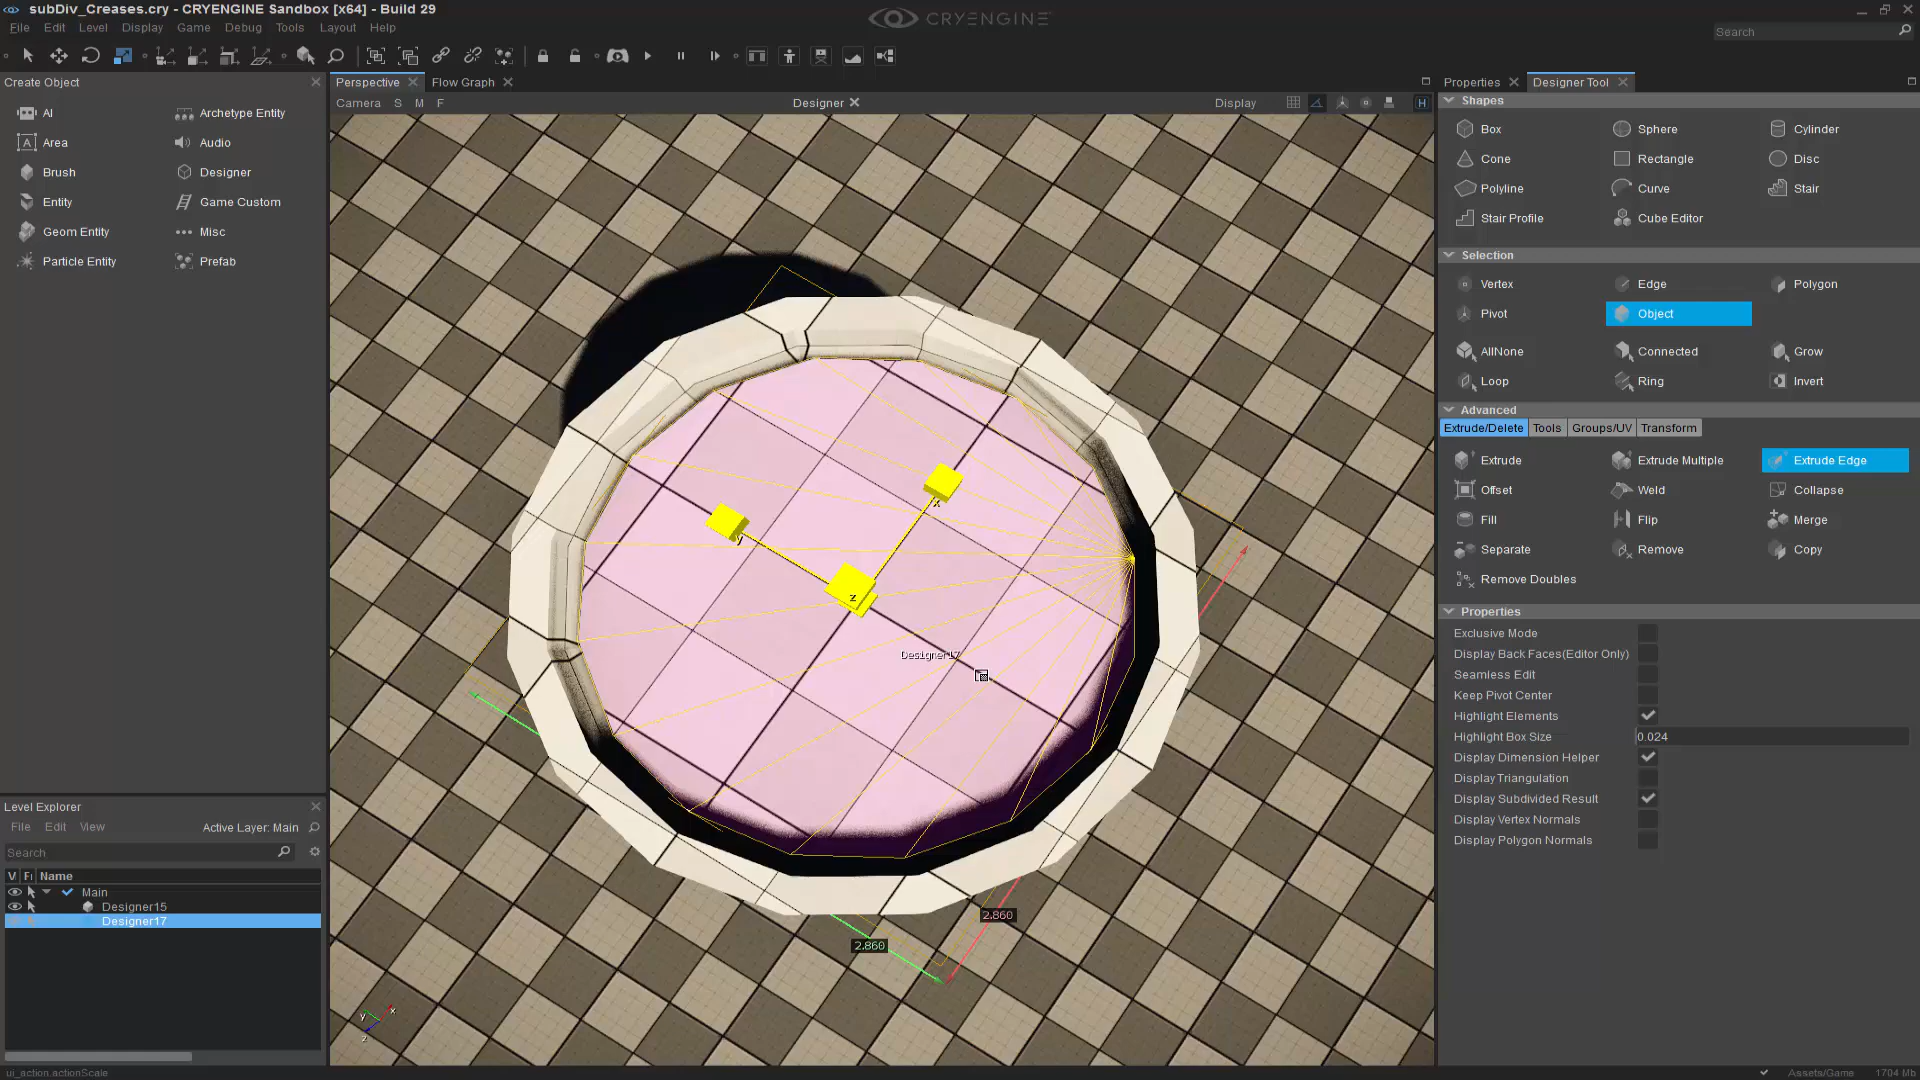 subDiv_Creases.cry - CRYENGINE Sandbox [x64] - Build 29
CRYENGINE
File Edit Level Display Game Debug Tools Layout Help
Search
Create Object
Perspective
Flow Graph
Properties
Designer Tool
Camera S M F
Designer
Display
H
AI
Archetype Entity
Area
Audio
Brush
Designer
Entity
Game Custom
Geom Entity
Misc
Particle Entity
Prefab
Shapes
Box
Sphere
Cylinder
Cone
Rectangle
Disc
Polyline
Curve
Stair
Stair Profile
Cube Editor
Selection
Vertex
Edge
Polygon
Pivot
Object
AllNone
Connected
Grow
Loop
Ring
Invert
Advanced
Extrude/Delete Tools Groups/UV Transform
Extrude
Extrude Multiple
Extrude Edge
Offset
Weld
Collapse
Fill
Flip
Merge
Separate
Remove
Copy
Remove Doubles
Properties
Exclusive Mode
Display Back Faces(Editor Only)
Seamless Edit
Keep Pivot Center
Highlight Elements
Highlight Box Size 0.024
Display Dimension Helper
Display Triangulation
Display Subdivided Result
Display Vertex Normals
Display Polygon Normals
x
y
z
Designer17
2.860
2.860
y x
z
Level Explorer
File Edit View Active Layer: Main
Search
V Fr Name
Main
Designer15
Designer17
ui_action.actionScale
Assets/Game 1704 Mb